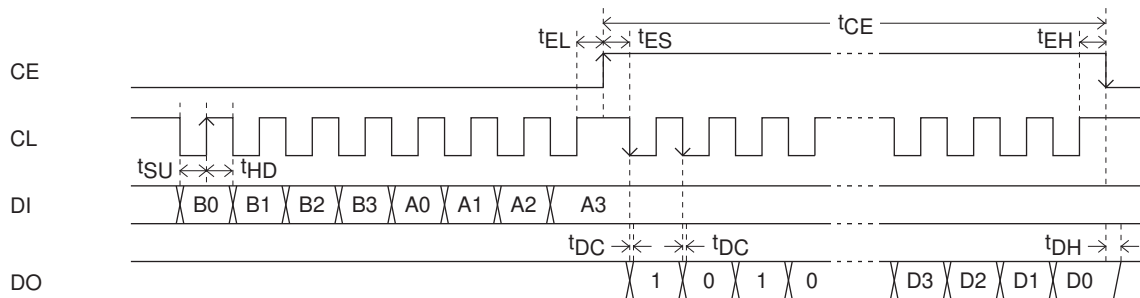 tCE
tEL tES tEH
CE
CL
tSU tHD
DI B0 B1 B2 B3 A0 A1 A2 A3
tDC tDC tDH
DO 1 0 1 0 D3 D2 D1 D0